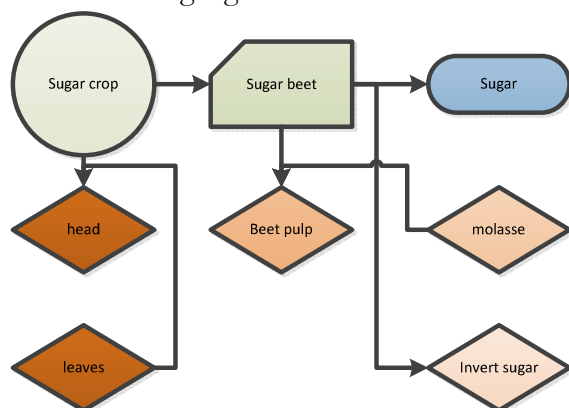 Sugar crop
Sugar beet
Sugar
head
Beet pulp
molasse
leaves
Invert sugar